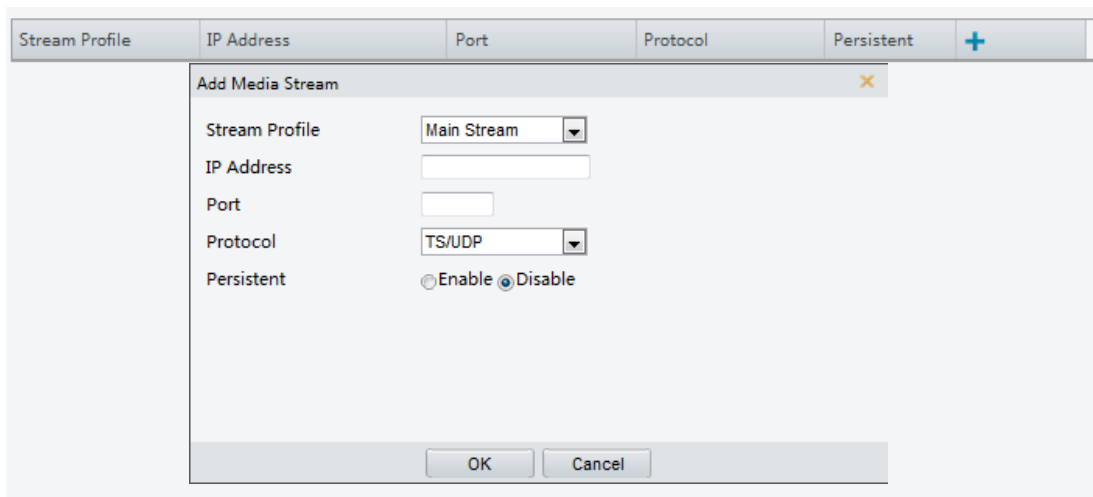 Stream Profile IP Address Port Protocol Persistent +
Add Media Stream ×
Stream Profile Main Stream
IP Address
Port
Protocol TS/UDP
Persistent Enable Disable
OK Cancel